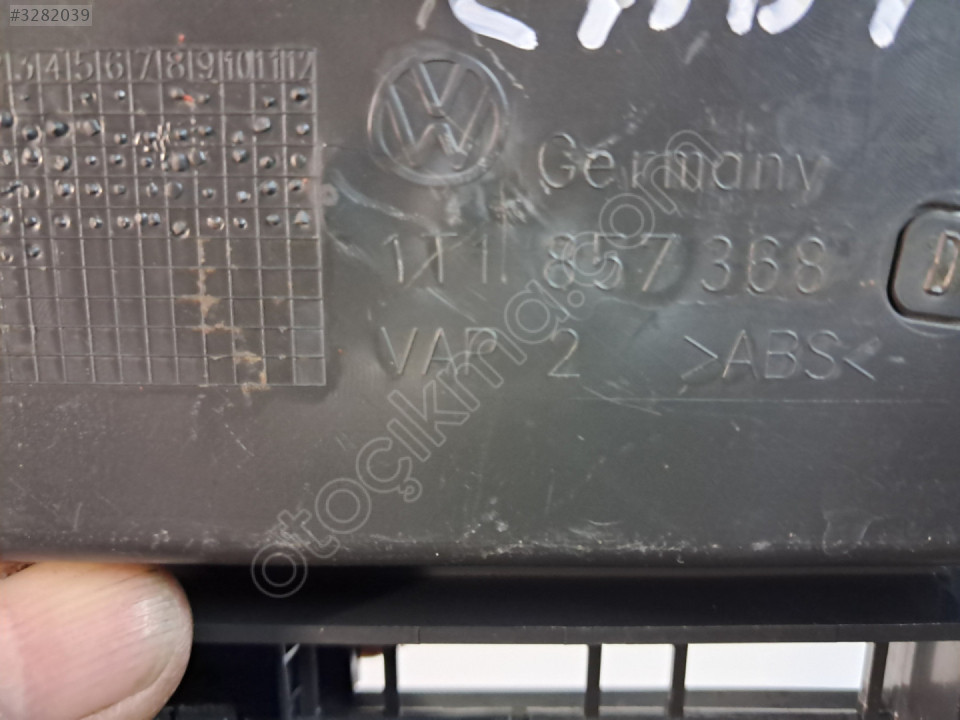 #3282039
3 4 5 6 7 8 9 10 11 12
Germany
1T1 857 368
D
VAR 2 >ABS<
otoçıkma.com